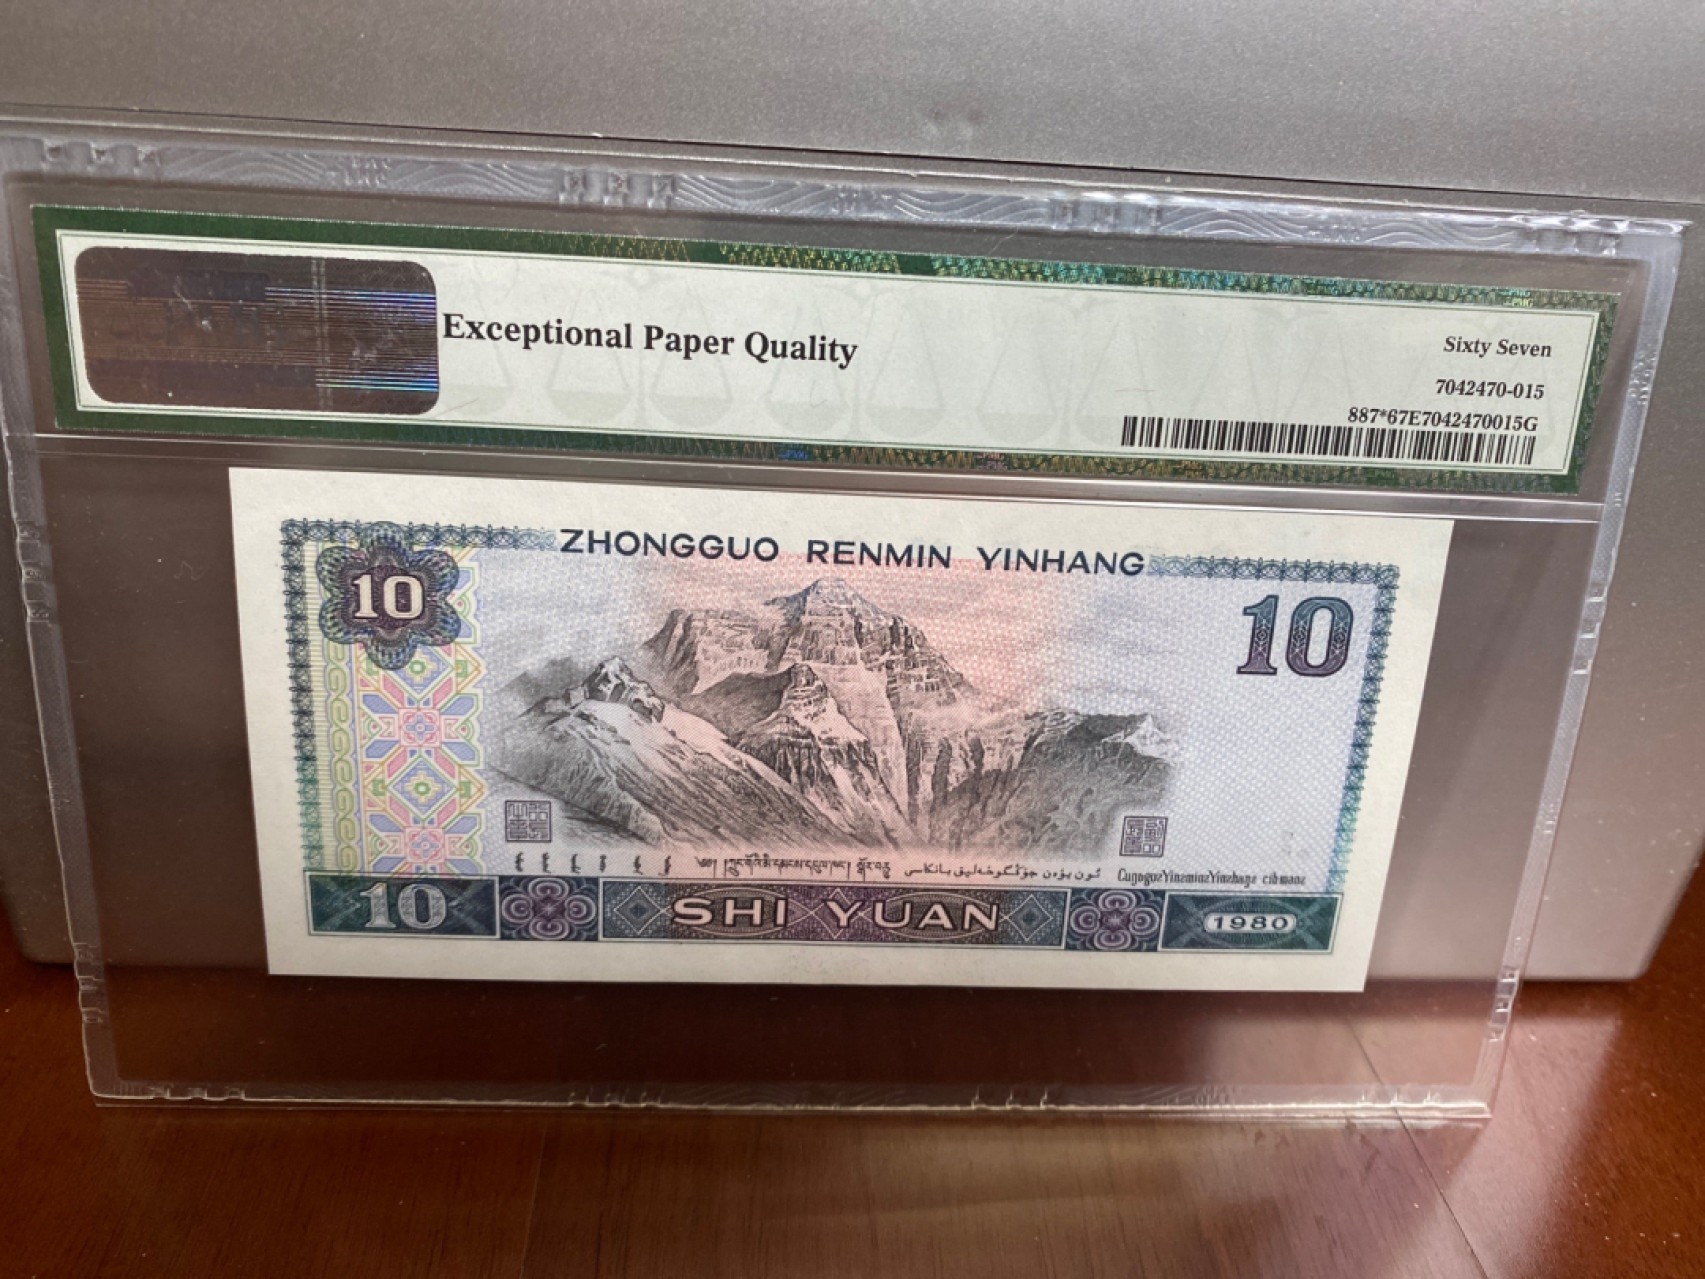 Exceptional Paper Quality
Sixty Seven
7042470-015
887*67E7042470015G
ZHONGGUO RENMIN YINHANG
10
10
10
SHI YUAN
1980